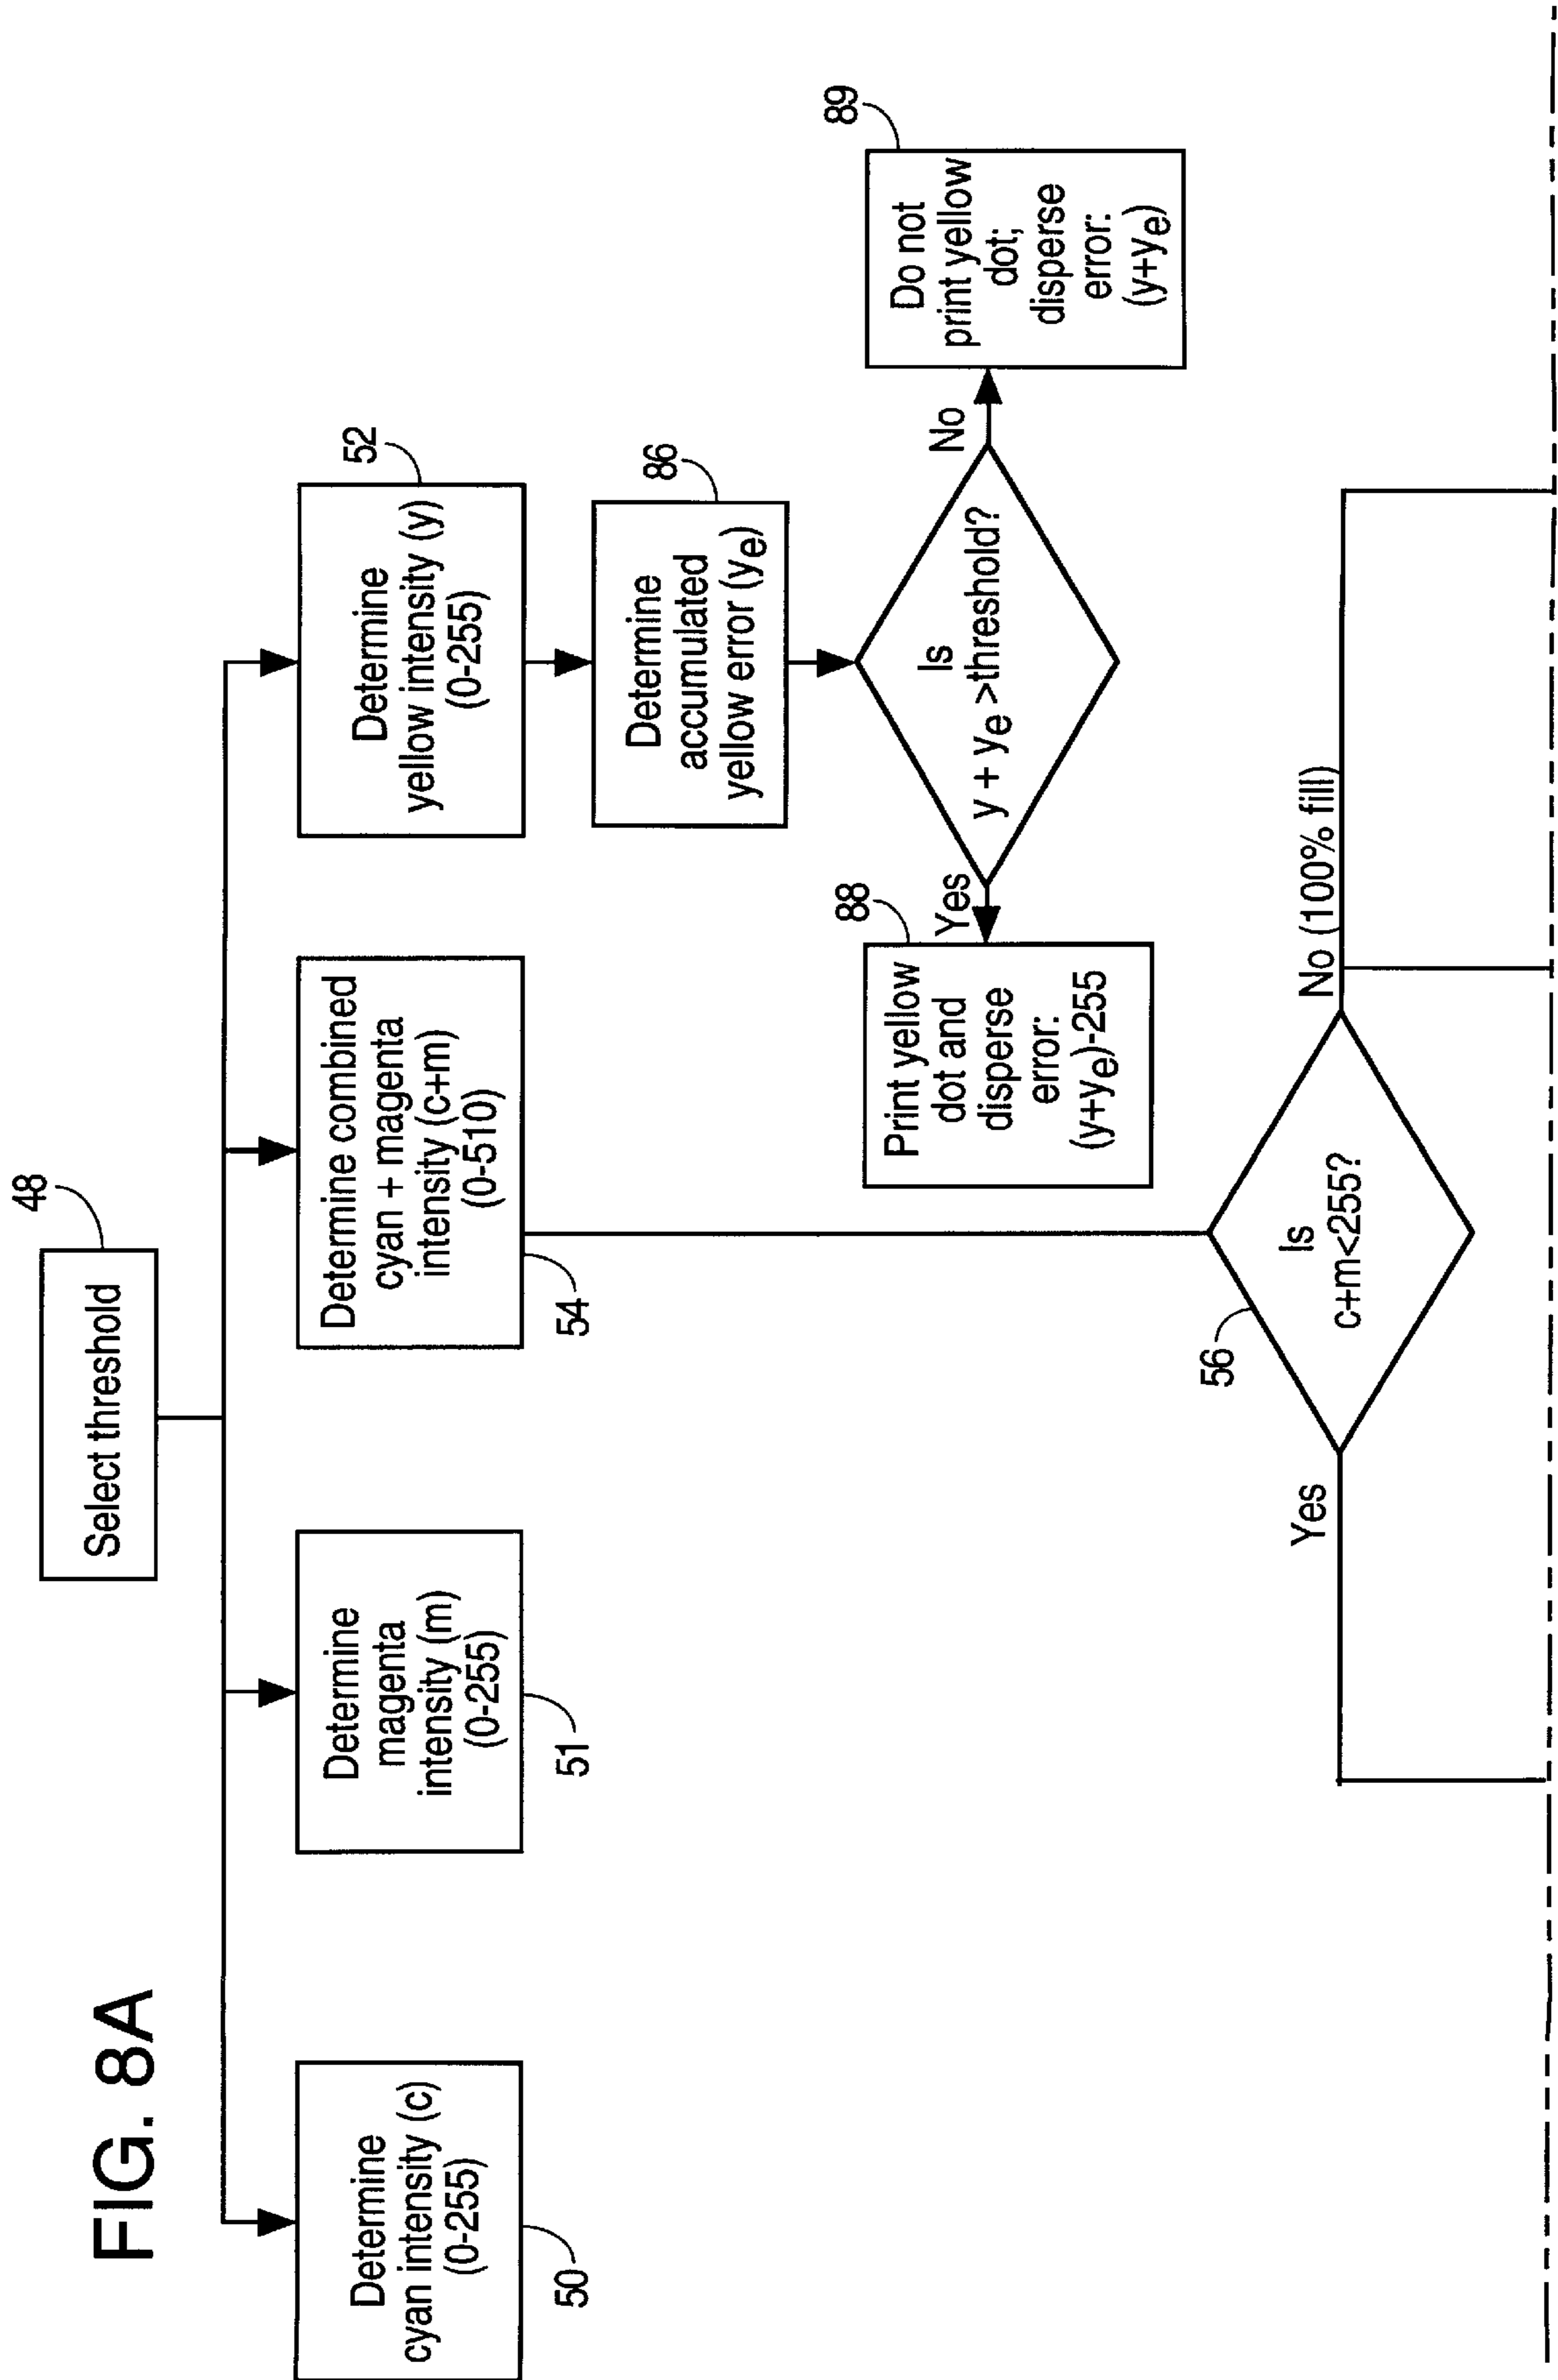 FIG. 8A
48
Select threshold
Determine
cyan intensity (c)
(0-255)
50
Determine
magenta
intensity (m)
(0-255)
51
Determine combined
cyan + magenta
intensity (c+m)
(0-510)
54
52
Determine
yellow intensity (y)
(0-255)
86
Determine
accumulated
yellow error (ye)
Is
y + ye >threshold?
Yes
No
88
Print yellow
dot and
disperse
error:
(y+ye)-255
89
Do not
print yellow
dot;
disperse
error:
(y+ye)
56
Is
c+m<255?
Yes
No (100% fill)